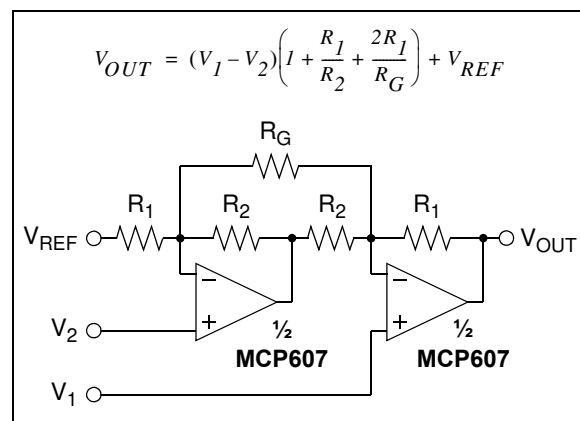 V_OUT = (V_1 – V_2)(1 + R_1/R_2 + 2R_1/R_G) + V_REF
R_G
R_1 R_2 R_2 R_1
V_REF V_OUT
– –
V_2 + ½ + ½
MCP607 MCP607
V_1